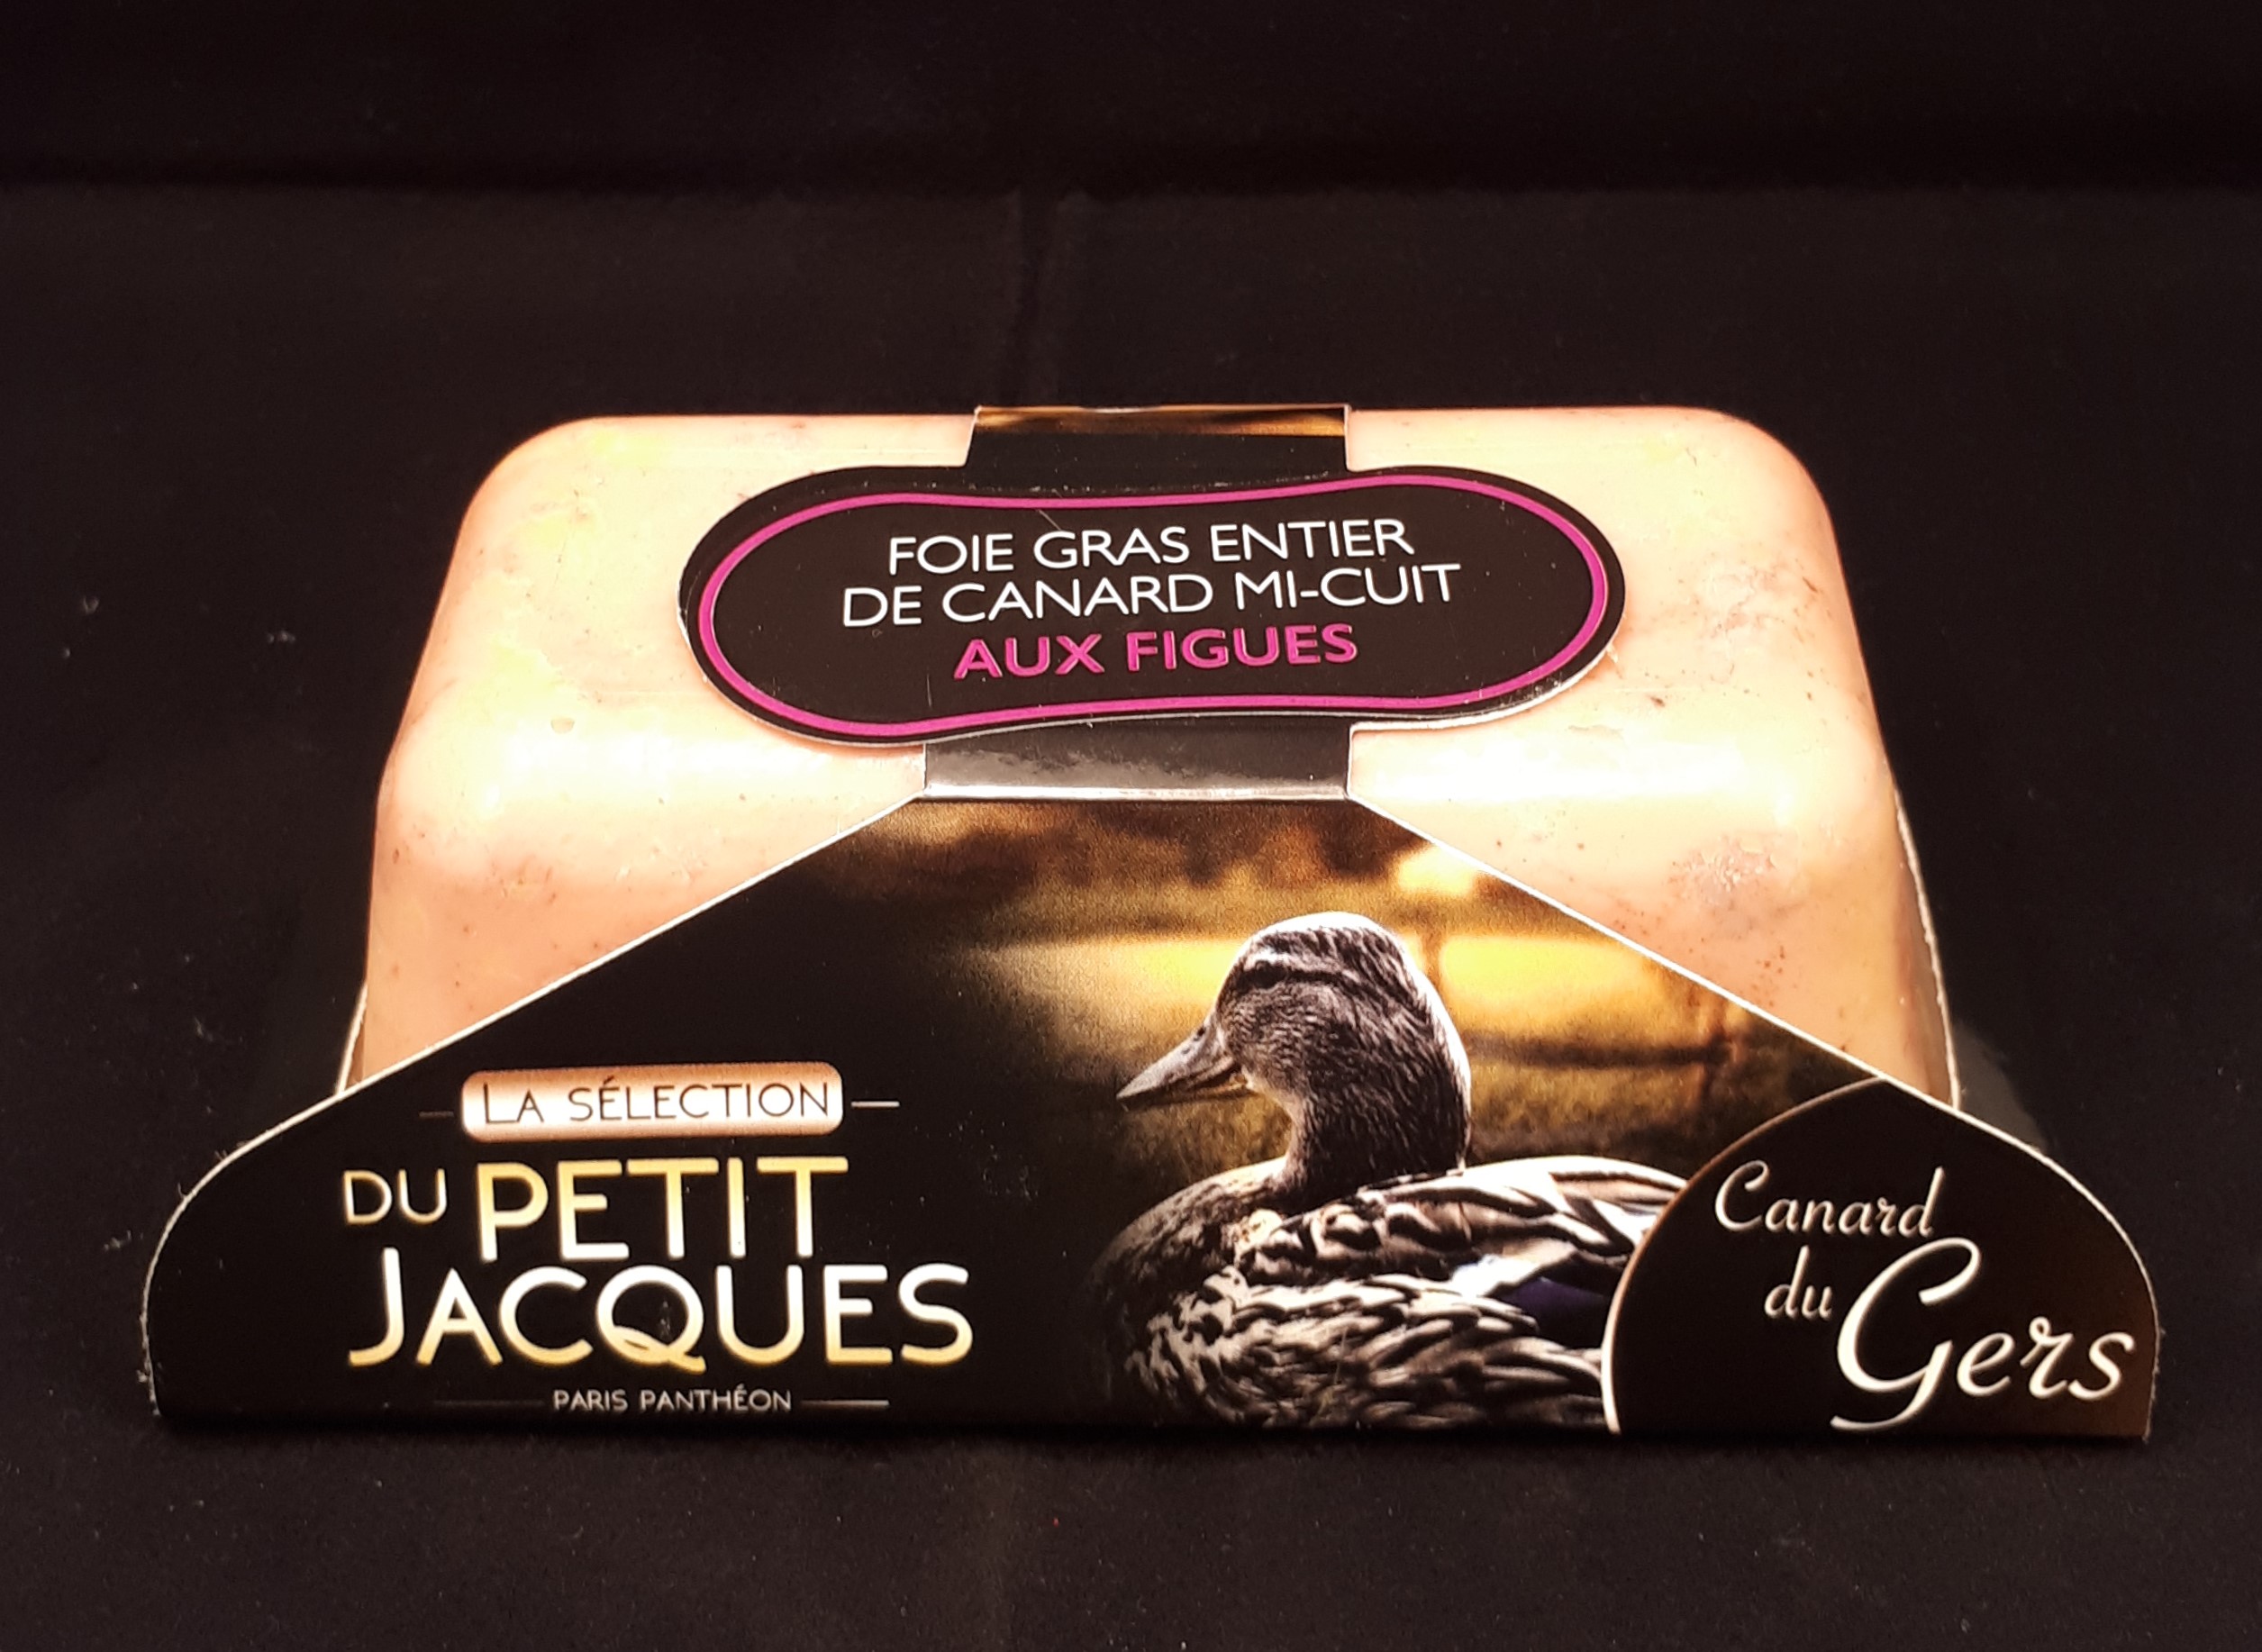 FOIE GRAS ENTIER
DE CANARD MI-CUIT
AUX FIGUES
LA SÉLECTION
DU PETIT
JACQUES
PARIS PANTHÉON
Canard
du Gers